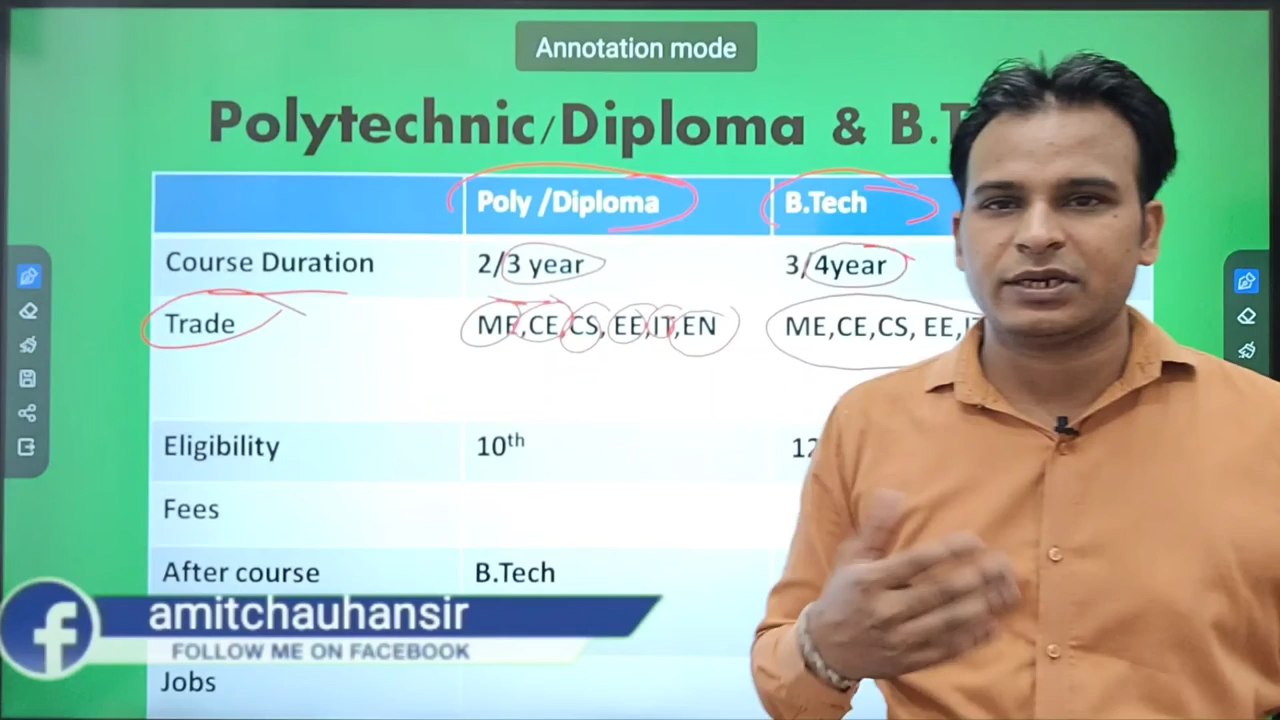 Annotation mode
Polytechnic/Diploma & B.T
Poly /Diploma B.Tech
Course Duration 2/3 year 3/4year
Trade ME,CE,CS, EE,IT,EN ME,CE,CS, EE,IT
Eligibility 10th 12
Fees
After course B.Tech
amitchauhansir
FOLLOW ME ON FACEBOOK
Jobs